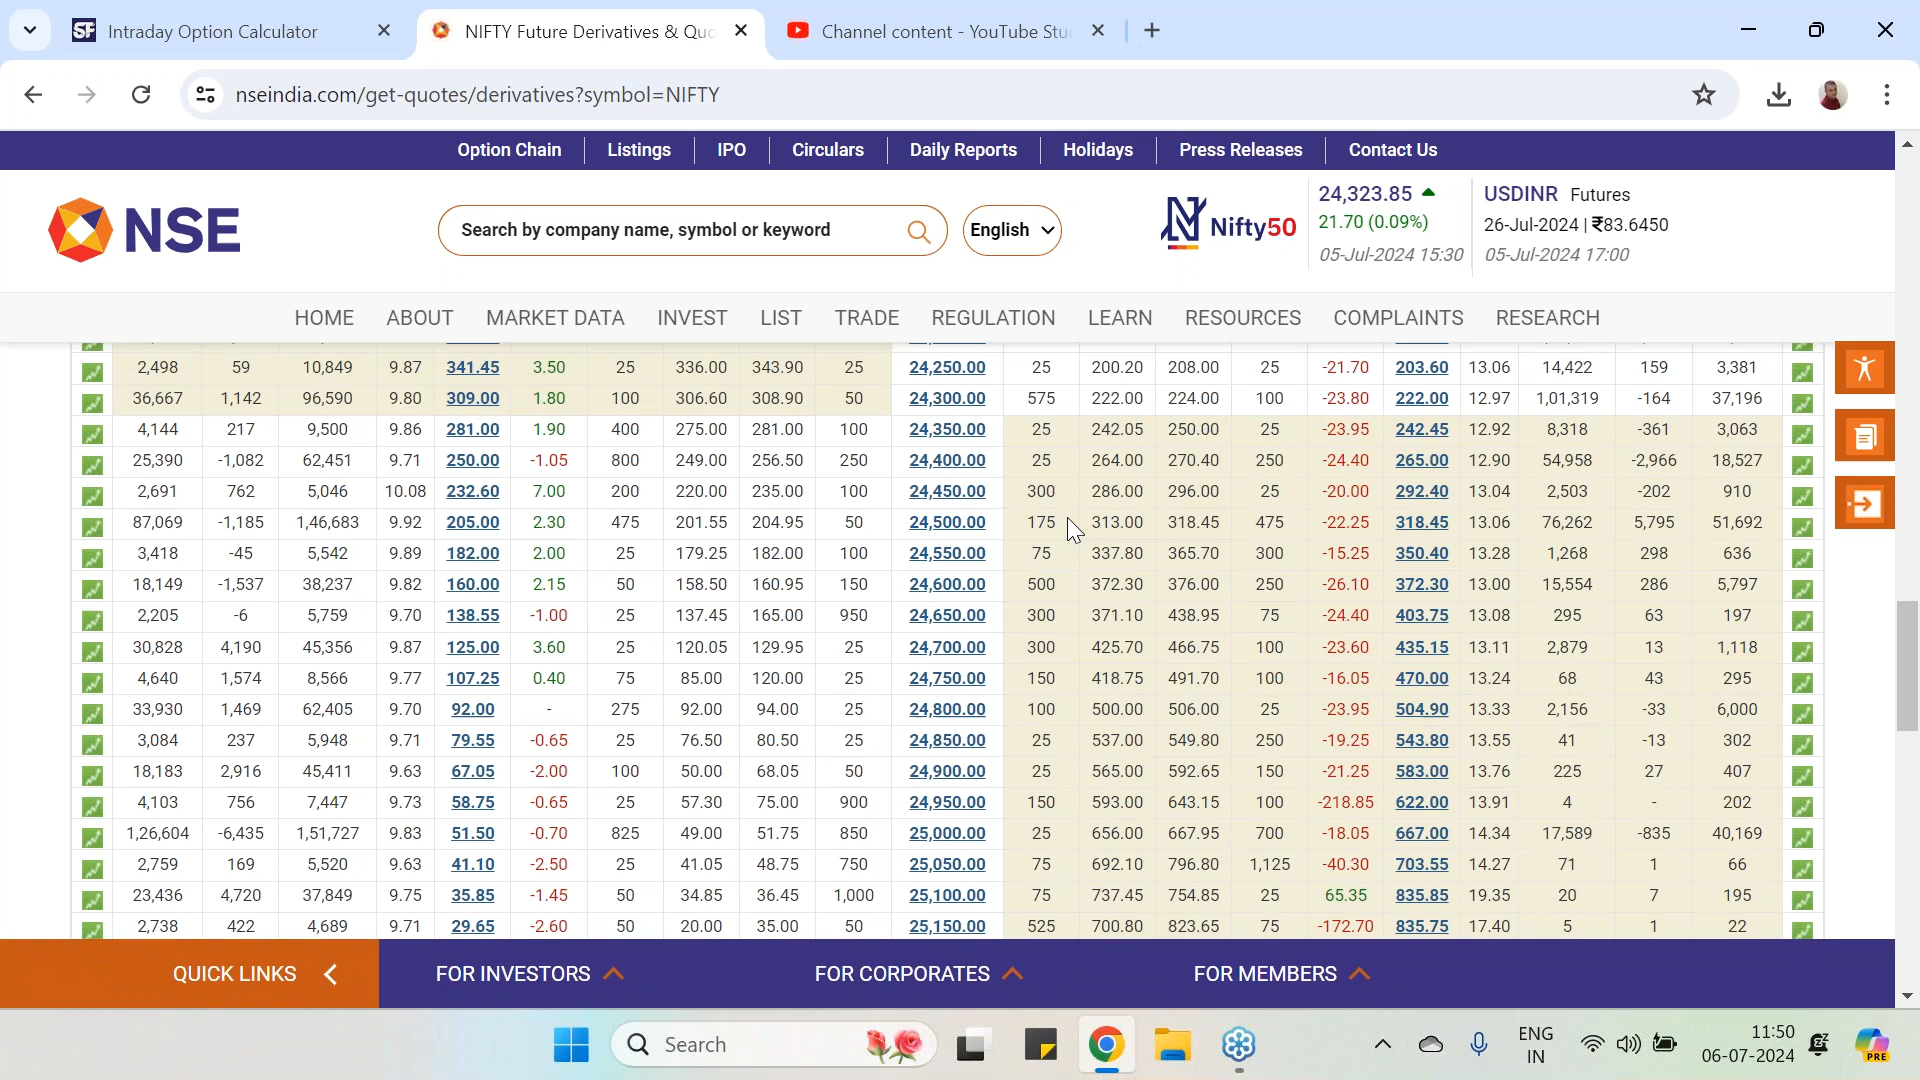 Intraday Option Calculator
NIFTY Future Derivatives & Quo
Channel content - YouTube Stu
nseindia.com/get-quotes/derivatives?symbol=NIFTY
Option Chain Listings IPO Circulars Daily Reports Holidays Press Releases Contact Us
NSE
Search by company name, symbol or keyword
English
Nifty50
24,323.85
21.70 (0.09%)
05-Jul-2024 15:30
USDINR Futures
26-Jul-2024 | ₹83.6450
05-Jul-2024 17:00
HOME ABOUT MARKET DATA INVEST LIST TRADE REGULATION LEARN RESOURCES COMPLAINTS RESEARCH
2,498 59 10,849 9.87 341.45 3.50 25 336.00 343.90 25 24,250.00 25 200.20 208.00 25 -21.70 203.60 13.06 14,422 159 3,381
36,667 1,142 96,590 9.80 309.00 1.80 100 306.60 308.90 50 24,300.00 575 222.00 224.00 100 -23.80 222.00 12.97 1,01,319 -164 37,196
4,144 217 9,500 9.86 281.00 1.90 400 275.00 281.00 100 24,350.00 25 242.05 250.00 25 -23.95 242.45 12.92 8,318 -361 3,063
25,390 -1,082 62,451 9.71 250.00 -1.05 800 249.00 256.50 250 24,400.00 25 264.00 270.40 250 -24.40 265.00 12.90 54,958 -2,966 18,527
2,691 762 5,046 10.08 232.60 7.00 200 220.00 235.00 100 24,450.00 300 286.00 296.00 25 -20.00 292.40 13.04 2,503 -202 910
87,069 -1,185 1,46,683 9.92 205.00 2.30 475 201.55 204.95 50 24,500.00 175 313.00 318.45 475 -22.25 318.45 13.06 76,262 5,795 51,692
3,418 -45 5,542 9.89 182.00 2.00 25 179.25 182.00 100 24,550.00 75 337.80 365.70 300 -15.25 350.40 13.28 1,268 298 636
18,149 -1,537 38,237 9.82 160.00 2.15 50 158.50 160.95 150 24,600.00 500 372.30 376.00 250 -26.10 372.30 13.00 15,554 286 5,797
2,205 -6 5,759 9.70 138.55 -1.00 25 137.45 165.00 950 24,650.00 300 371.10 438.95 75 -24.40 403.75 13.08 295 63 197
30,828 4,190 45,356 9.87 125.00 3.60 25 120.05 129.95 25 24,700.00 300 425.70 466.75 100 -23.60 435.15 13.11 2,879 13 1,118
4,640 1,574 8,566 9.77 107.25 0.40 75 85.00 120.00 25 24,750.00 150 418.75 491.70 100 -16.05 470.00 13.24 68 43 295
33,930 1,469 62,405 9.70 92.00 - 275 92.00 94.00 25 24,800.00 100 500.00 506.00 25 -23.95 504.90 13.33 2,156 -33 6,000
3,084 237 5,948 9.71 79.55 -0.65 25 76.50 80.50 25 24,850.00 25 537.00 549.80 250 -19.25 543.80 13.55 41 -13 302
18,183 2,916 45,411 9.63 67.05 -2.00 100 50.00 68.05 50 24,900.00 25 565.00 592.65 150 -21.25 583.00 13.76 225 27 407
4,103 756 7,447 9.73 58.75 -0.65 25 57.30 75.00 900 24,950.00 150 593.00 643.15 100 -218.85 622.00 13.91 4 - 202
1,26,604 -6,435 1,51,727 9.83 51.50 -0.70 825 49.00 51.75 850 25,000.00 25 656.00 667.95 700 -18.05 667.00 14.34 17,589 -835 40,169
2,759 169 5,520 9.63 41.10 -2.50 25 41.05 48.75 750 25,050.00 75 692.10 796.80 1,125 -40.30 703.55 14.27 71 1 66
23,436 4,720 37,849 9.75 35.85 -1.45 50 34.85 36.45 1,000 25,100.00 75 737.45 754.85 25 65.35 835.85 19.35 20 7 195
2,738 422 4,689 9.71 29.65 -2.60 50 20.00 35.00 50 25,150.00 525 700.80 823.65 75 -172.70 835.75 17.40 5 1 22
QUICK LINKS FOR INVESTORS FOR CORPORATES FOR MEMBERS
Search
ENG
IN
11:50
06-07-2024
PRE